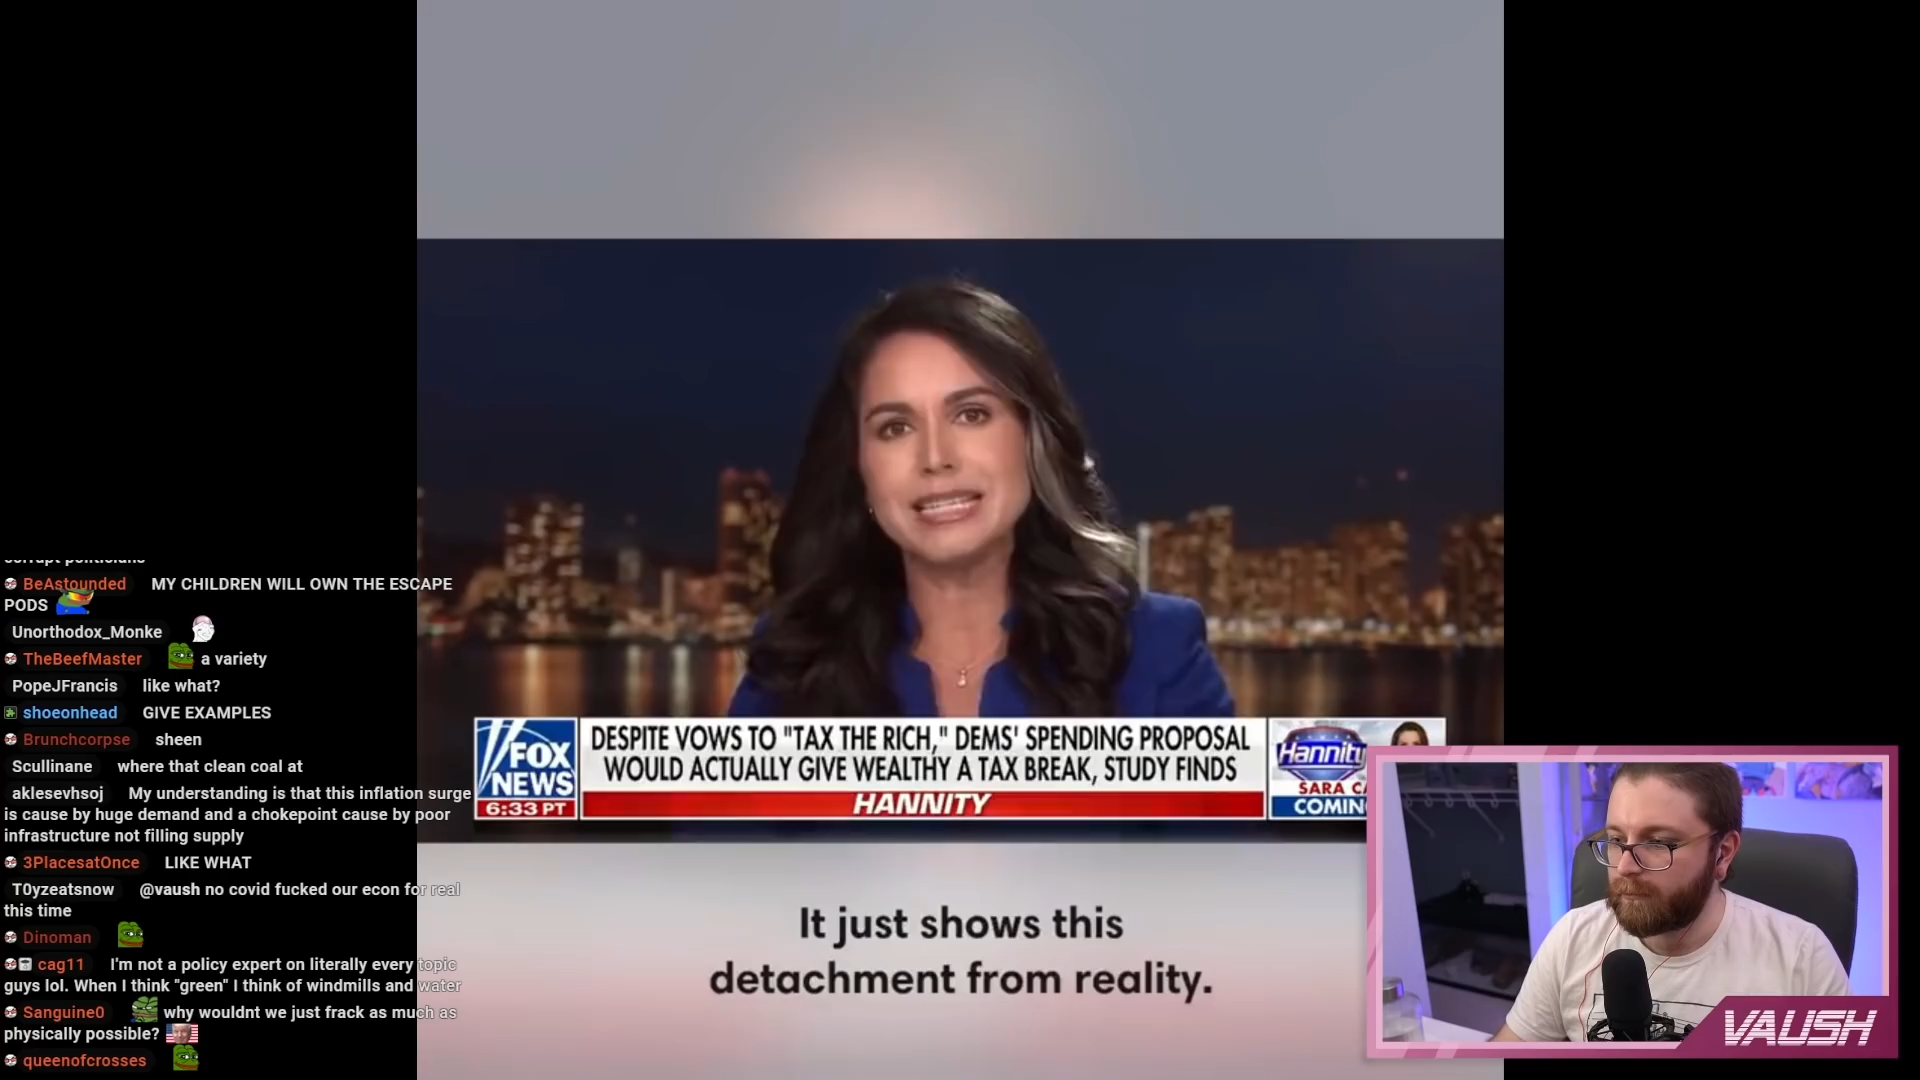 corrupt politicians
BeAstounded MY CHILDREN WILL OWN THE ESCAPE
PODS
Unorthodox_Monke
TheBeefMaster a variety
PopeJFrancis like what?
shoeonhead GIVE EXAMPLES
Brunchcorpse sheen
Scullinane where that clean coal at
aklesevhsoj My understanding is that this inflation surge
is cause by huge demand and a chokepoint cause by poor
infrastructure not filling supply
3PlacesatOnce LIKE WHAT
T0yzeatsnow @vaush no covid fucked our econ for real
this time
Dinoman
cag11 I'm not a policy expert on literally every topic
guys lol. When I think "green" I think of windmills and water
Sanguine0 why wouldnt we just frack as much as
physically possible?
queenofcrosses
FOX
NEWS
6:33 PT
DESPITE VOWS TO "TAX THE RICH," DEMS' SPENDING PROPOSAL
WOULD ACTUALLY GIVE WEALTHY A TAX BREAK, STUDY FINDS
HANNITY
Hannity
SARA CA
COMIN
It just shows this
detachment from reality.
VAUSH